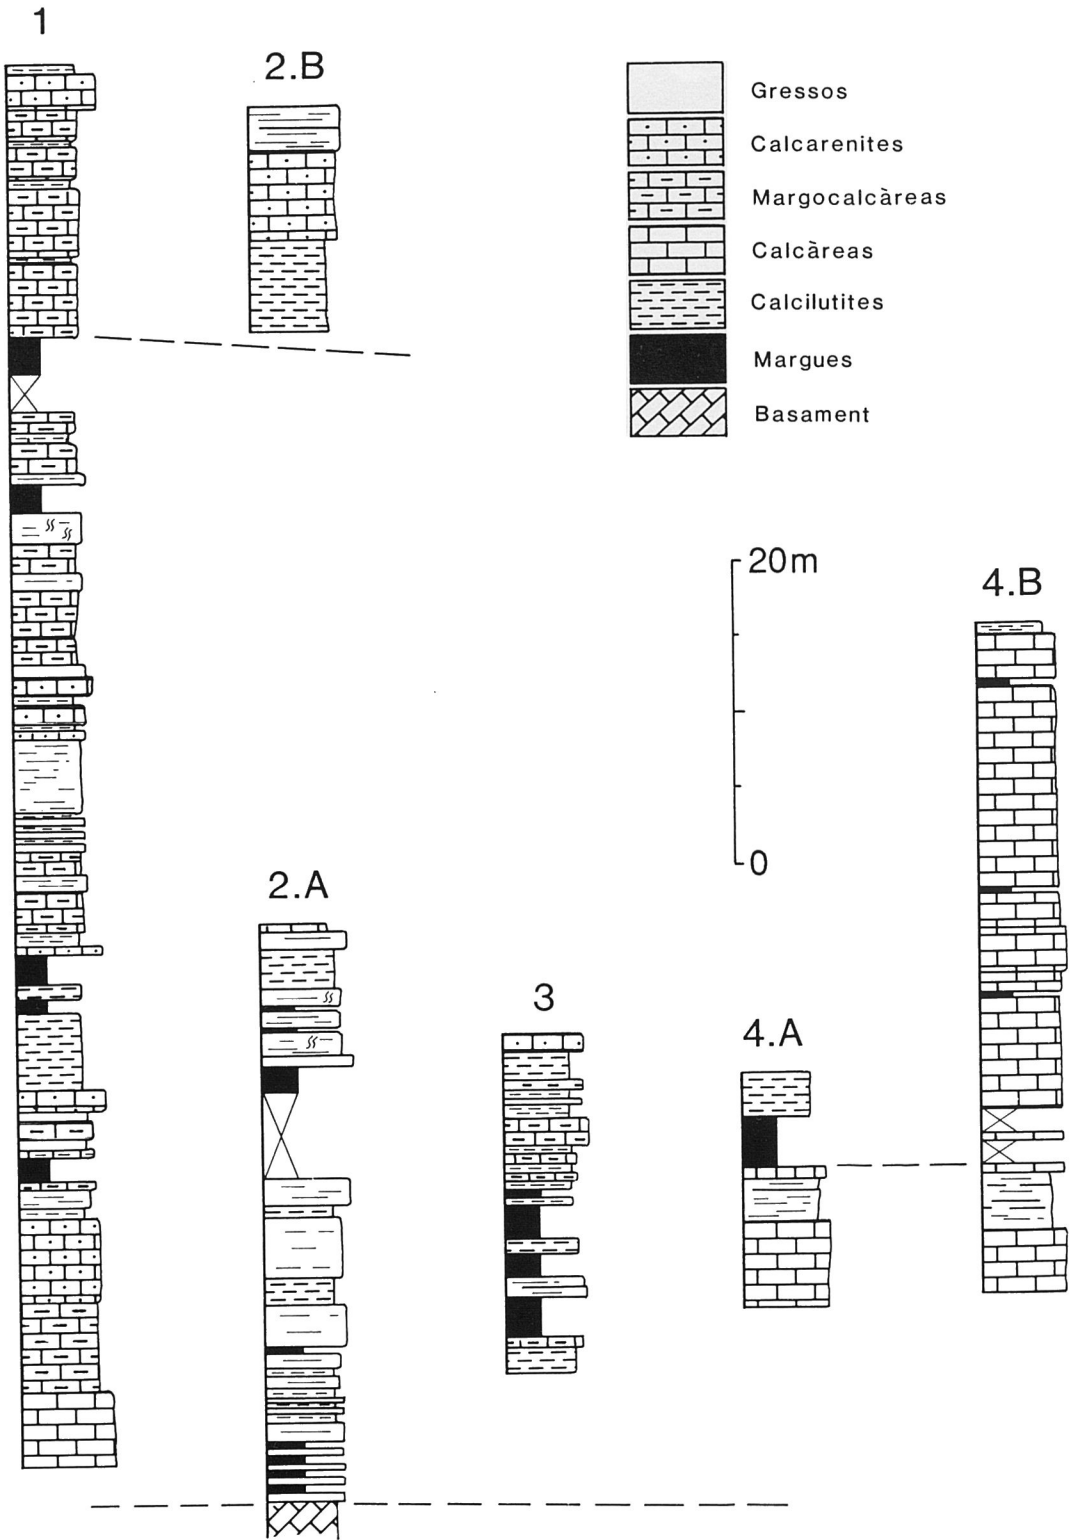 1
2.B
Gressos
Calcarenites
Margocalcàreas
Calcàreas
Calcilutites
Margues
Basament
20m
0
4.B
2.A
3
4.A